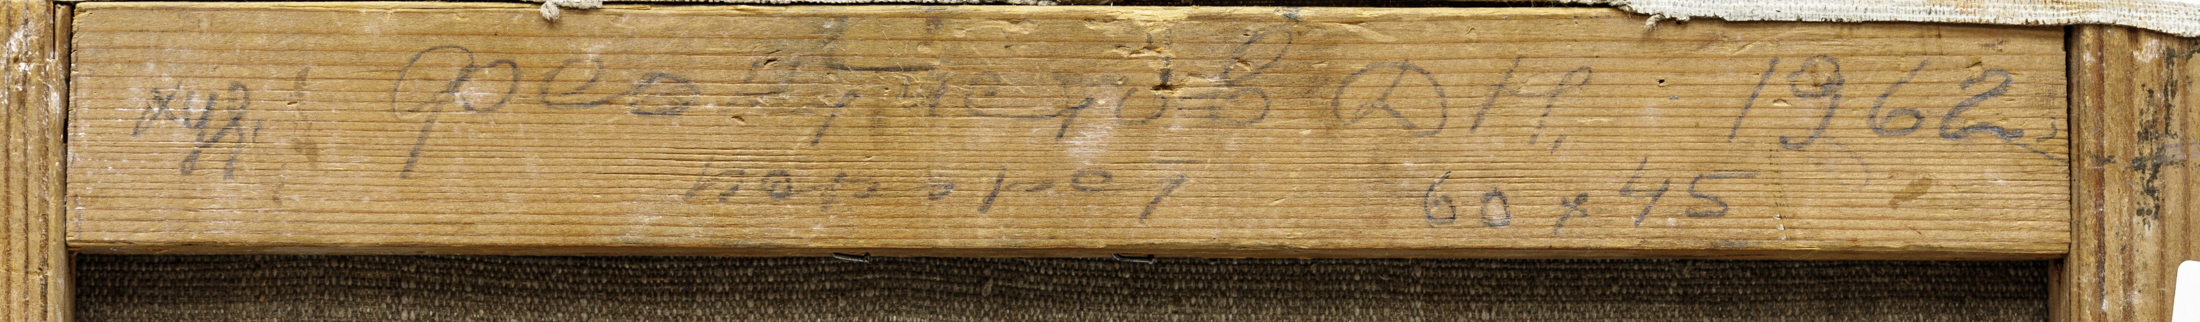 худ. Феоктистов Д И. 1962
портрет 60 x 45